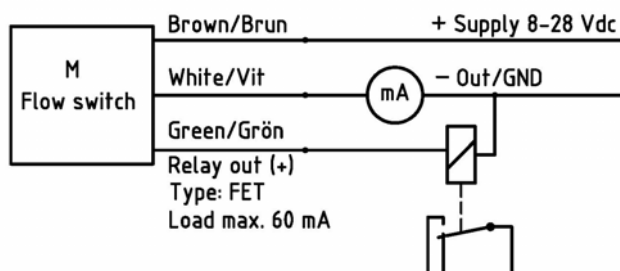 Brown/Brun
+ Supply 8-28 Vdc
M
Flow switch
White/Vit
mA
- Out/GND
Green/Grön
Relay out (+)
Type: FET
Load max. 60 mA